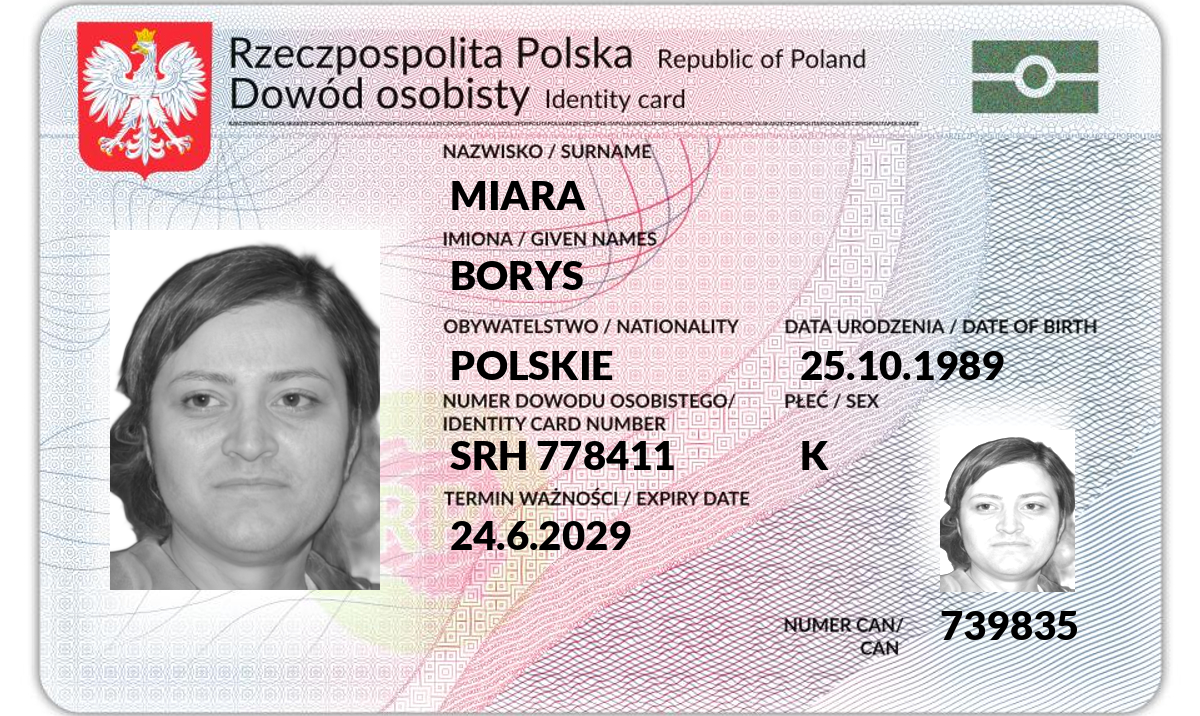 Rzeczpospolita Polska Republic of Poland
Dowód osobisty Identity card
NAZWISKO / SURNAME
MIARA
IMIONA / GIVEN NAMES
BORYS
OBYWATELSTWO / NATIONALITY DATA URODZENIA / DATE OF BIRTH
POLSKIE 25.10.1989
NUMER DOWODU OSOBISTEGO/ PŁEĆ / SEX
IDENTITY CARD NUMBER
SRH 778411 K
TERMIN WAŻNOŚCI / EXPIRY DATE
24.6.2029
NUMER CAN/ 739835
CAN